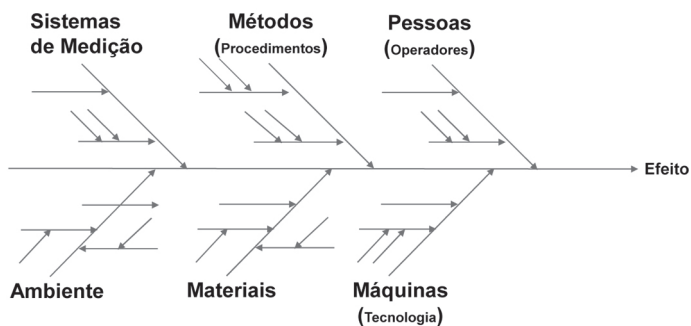 Sistemas
de Medição
Métodos
(Procedimentos)
Pessoas
(Operadores)
Efeito
Ambiente
Materiais
Máquinas
(Tecnologia)